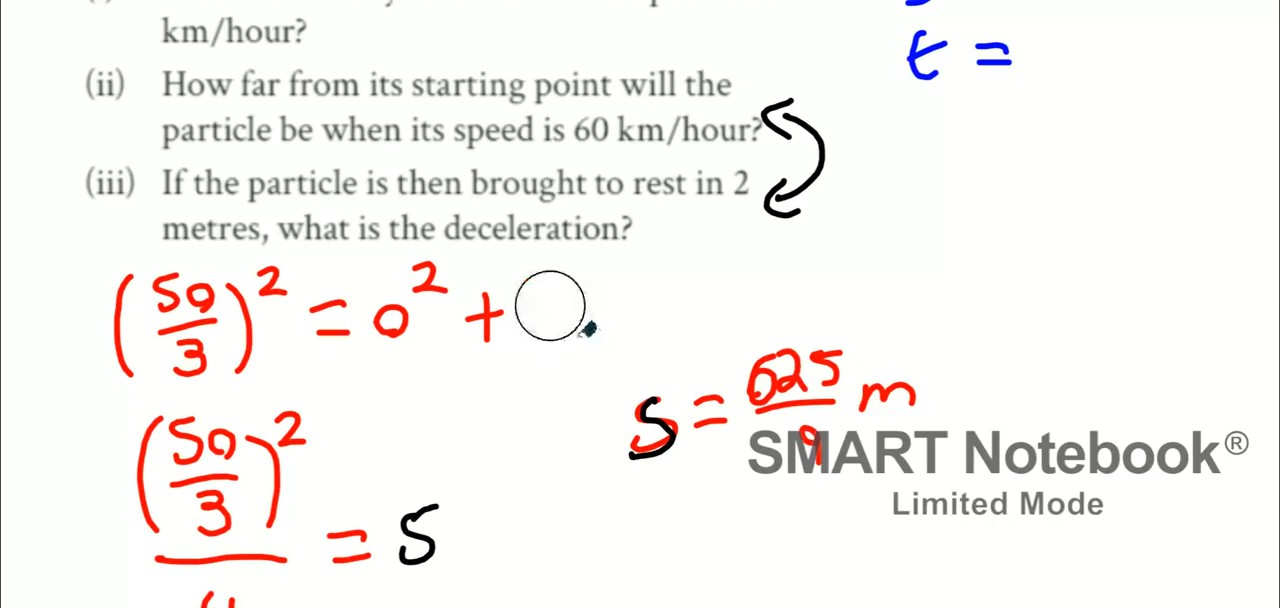 km/hour?
t =
(ii) How far from its starting point will the
particle be when its speed is 60 km/hour?
(iii) If the particle is then brought to rest in 2
metres, what is the deceleration?
(50/3)² = 0² +
s = 625/9 m
(50/3)²/ = s
SMART Notebook®
Limited Mode